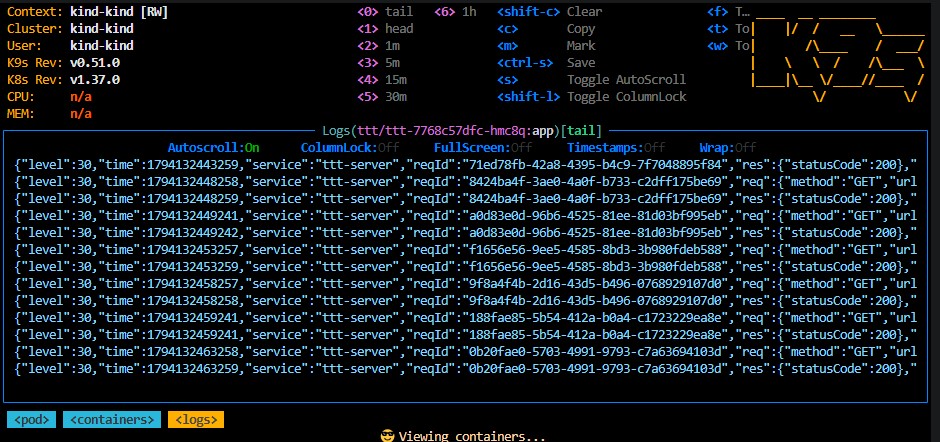 Context: kind-kind [RW] <0> tail <6> 1h <shift-c> Clear <f> T…
Cluster: kind-kind <1> head <c> Copy <t> To
User: kind-kind <2> 1m <m> Mark <w> To
K9s Rev: v0.51.0 <3> 5m <ctrl-s> Save
K8s Rev: v1.37.0 <4> 15m <s> Toggle AutoScroll
CPU: n/a <5> 30m <shift-l> Toggle ColumnLock
MEM: n/a
Logs(ttt/ttt-7768c57dfc-hmc8q:app)[tail]
Autoscroll:On ColumnLock:Off FullScreen:Off Timestamps:Off Wrap:Off
{"level":30,"time":1794132443259,"service":"ttt-server","reqId":"71ed78fb-42a8-4395-b4c9-7f7048895f84","res":{"statusCode":200},"
{"level":30,"time":1794132448258,"service":"ttt-server","reqId":"8424ba4f-3ae0-4a0f-b733-c2dff175be69","req":{"method":"GET","url
{"level":30,"time":1794132448259,"service":"ttt-server","reqId":"8424ba4f-3ae0-4a0f-b733-c2dff175be69","res":{"statusCode":200},"
{"level":30,"time":1794132449241,"service":"ttt-server","reqId":"a0d83e0d-96b6-4525-81ee-81d03bf995eb","req":{"method":"GET","url
{"level":30,"time":1794132449242,"service":"ttt-server","reqId":"a0d83e0d-96b6-4525-81ee-81d03bf995eb","res":{"statusCode":200},"
{"level":30,"time":1794132453257,"service":"ttt-server","reqId":"f1656e56-9ee5-4585-8bd3-3b980fdeb588","req":{"method":"GET","url
{"level":30,"time":1794132453259,"service":"ttt-server","reqId":"f1656e56-9ee5-4585-8bd3-3b980fdeb588","res":{"statusCode":200},"
{"level":30,"time":1794132458257,"service":"ttt-server","reqId":"9f8a4f4b-2d16-43d5-b496-0768929107d0","req":{"method":"GET","url
{"level":30,"time":1794132458258,"service":"ttt-server","reqId":"9f8a4f4b-2d16-43d5-b496-0768929107d0","res":{"statusCode":200},"
{"level":30,"time":1794132459241,"service":"ttt-server","reqId":"188fae85-5b54-412a-b0a4-c1723229ea8e","req":{"method":"GET","url
{"level":30,"time":1794132459241,"service":"ttt-server","reqId":"188fae85-5b54-412a-b0a4-c1723229ea8e","res":{"statusCode":200},"
{"level":30,"time":1794132463258,"service":"ttt-server","reqId":"0b20fae0-5703-4991-9793-c7a63694103d","req":{"method":"GET","url
{"level":30,"time":1794132463259,"service":"ttt-server","reqId":"0b20fae0-5703-4991-9793-c7a63694103d","res":{"statusCode":200},"
<pod> <containers> <logs>
😎 Viewing containers...